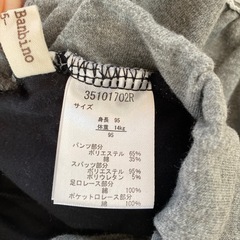 Banbino
35101702R
サイズ
身長 95
体重 14kg
95
パンツ部分
ポリエステル 65%
綿 35%
スパッツ部分
ポリエステル 95%
ポリウレタン 5%
足口レース部分
綿 100%
ポケットロレース部分
綿 100%